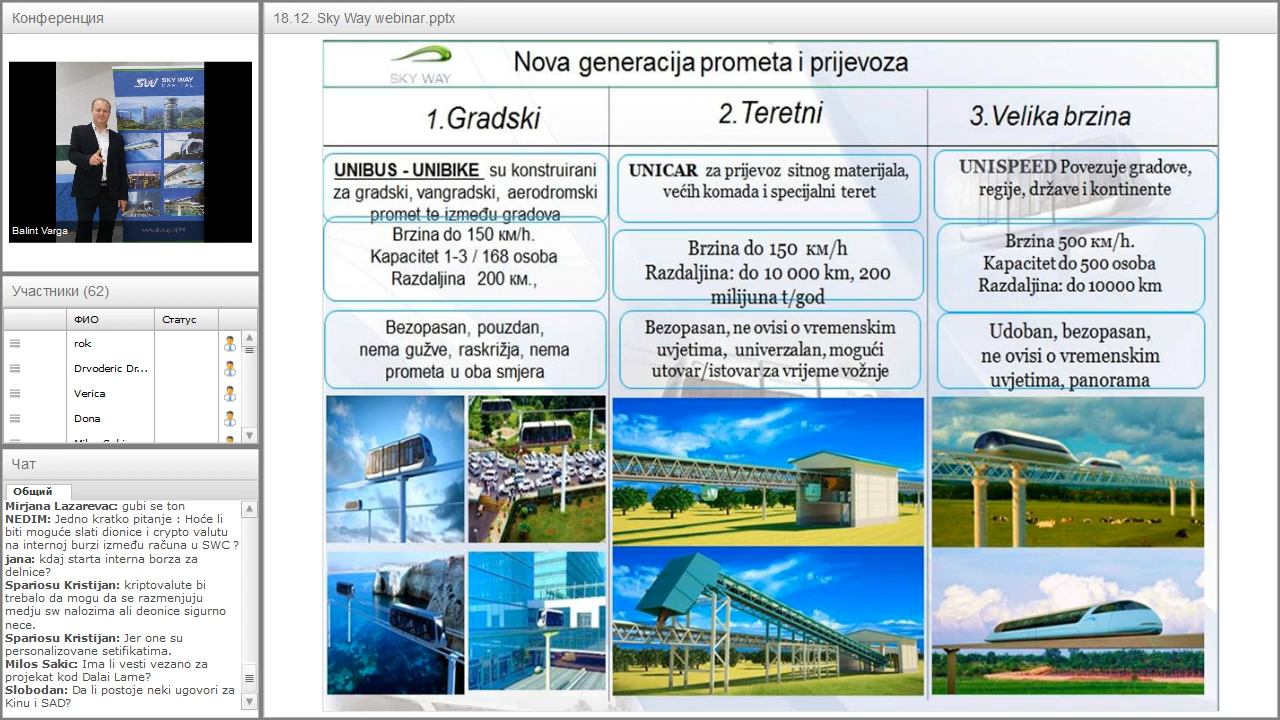 Конференция
SW SKY WAY
CAPITAL
Balint Varga
Участники (62)
ФИО
Статус
rok
Drvoderic Dr...
Verica
Dona
Чат
Общий
Mirjana Lazarevac: gubi se ton
NEDIM: Jedno kratko pitanje : Hoće li
biti moguće slati dionice i crypto valutu
na internoj burzi između računa u SWC ?
jana: kdaj starta interna borza za
delnice?
Spariosu Kristijan: kriptovalute bi
trebalo da mogu da se razmenjuju
medju sw nalozima ali deonice sigurno
nece.
Spariosu Kristijan: Jer one su
personalizovane setifikatima.
Milos Sakic: Ima li vesti vezano za
projekat kod Dalai Lame?
Slobodan: Da li postoje neki ugovori za
Kinu i SAD?
18.12. Sky Way webinar.pptx
SKY WAY
Nova generacija prometa i prijevoza
1.Gradski
2.Teretni
3.Velika brzina
UNIBUS - UNIBIKE su konstruirani
za gradski, vangradski, aerodromski
promet te između gradova
Brzina do 150 км/h.
Kapacitet 1-3 / 168 osoba
Razdaljina 200 км.,
Bezopasan, pouzdan,
nema gužve, raskrižja, nema
prometa u oba smjera
UNICAR za prijevoz sitnog materijala,
većih komada i specijalni teret
Brzina do 150 км/h
Razdaljina: do 10 000 km, 200
milijuna t/god
Bezopasan, ne ovisi o vremenskim
uvjetima, univerzalan, mogući
utovar/istovar za vrijeme vožnje
UNISPEED Povezuje gradove,
regije, države i kontinente
Brzina 500 км/h.
Kapacitet do 500 osoba
Razdaljina: do 10000 km
Udoban, bezopasan,
ne ovisi o vremenskim
uvjetima, panorama